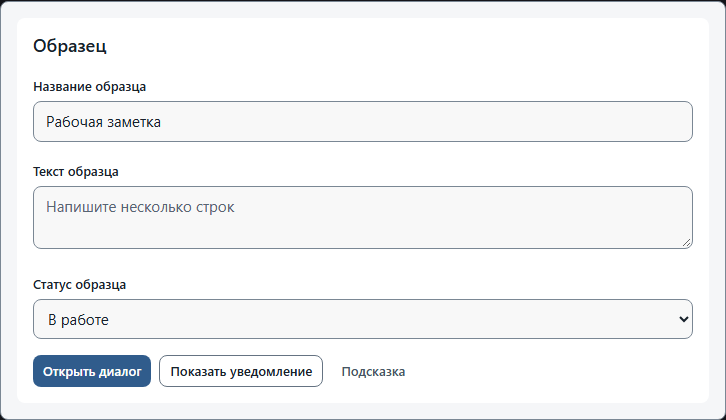 Образец
Название образца
Рабочая заметка
Текст образца
Напишите несколько строк
Статус образца
В работе
Открыть диалог Показать уведомление Подсказка